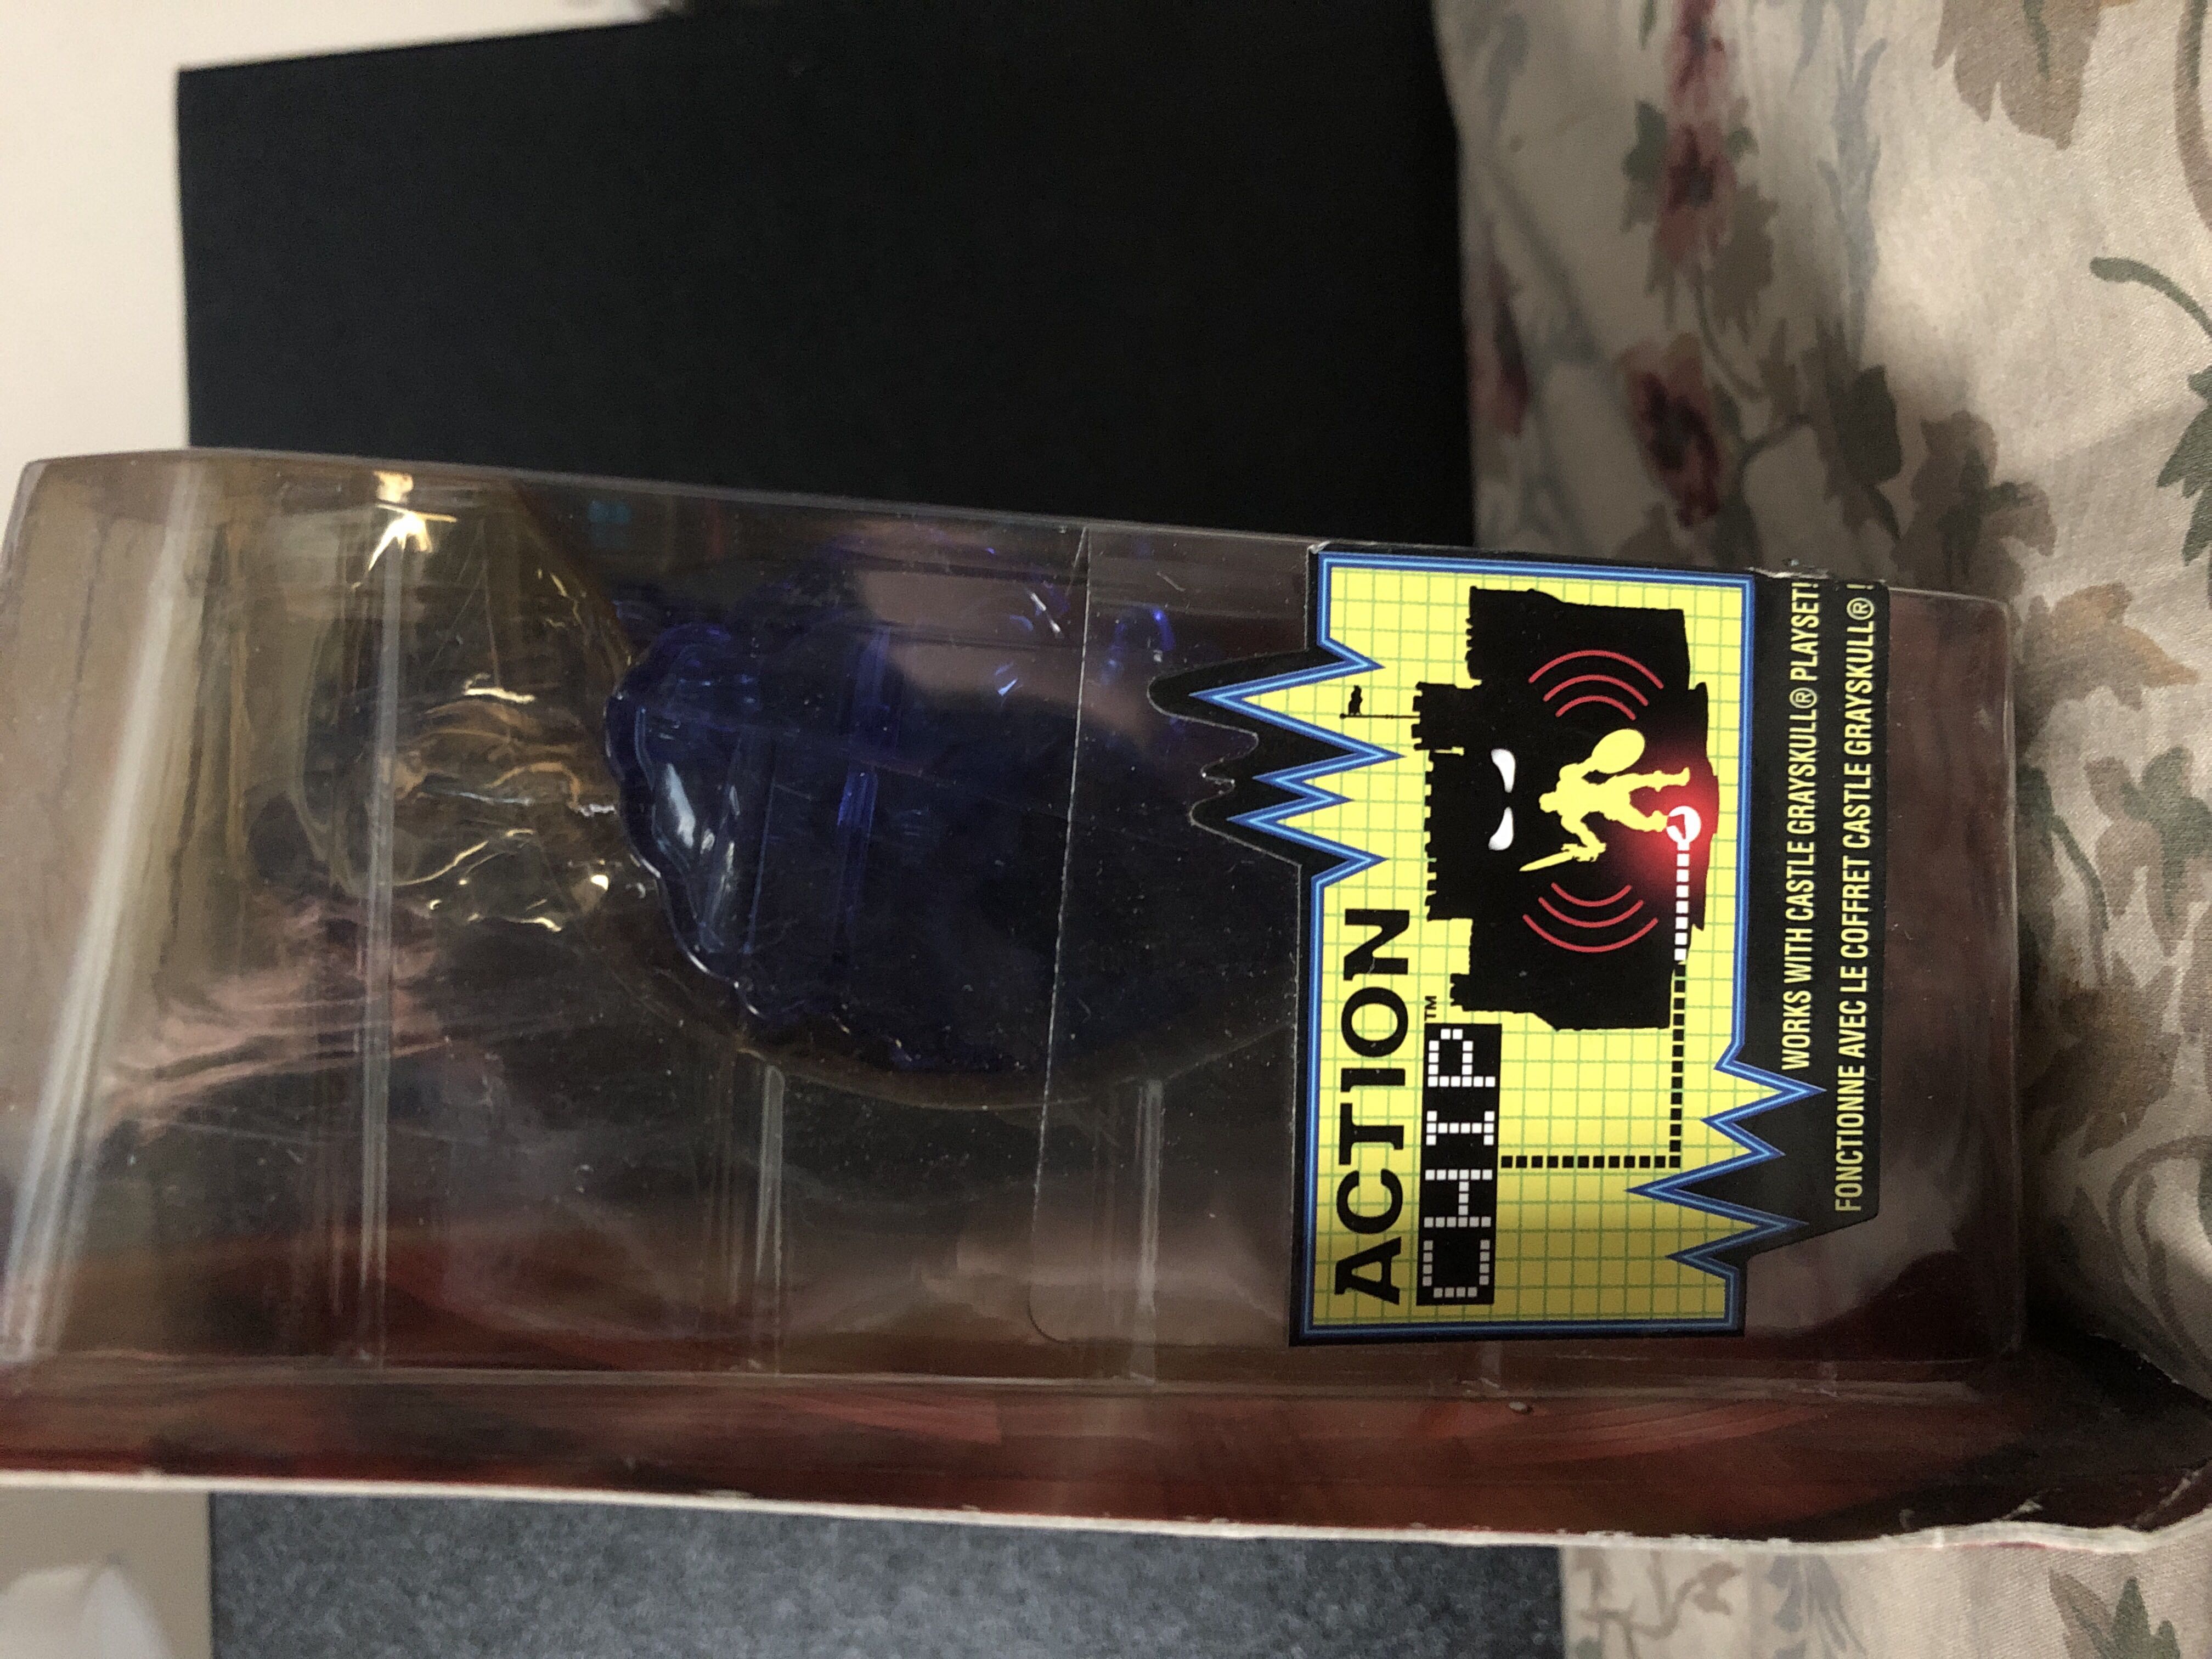 ACTION
CHIP™
WORKS WITH CASTLE GRAYSKULL® PLAYSET!
FONCTIONNE AVEC LE COFFRET CASTLE GRAYSKULL®!